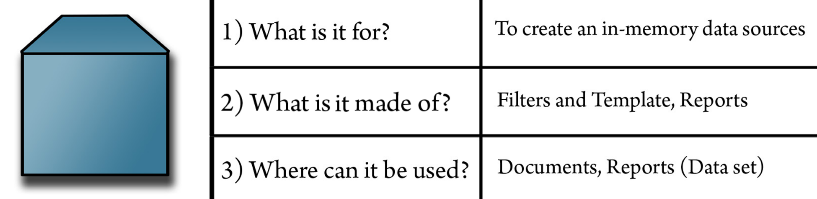 1) What is it for? To create an in-memory data sources
2) What is it made of? Filters and Template, Reports
3) Where can it be used? Documents, Reports (Data set)